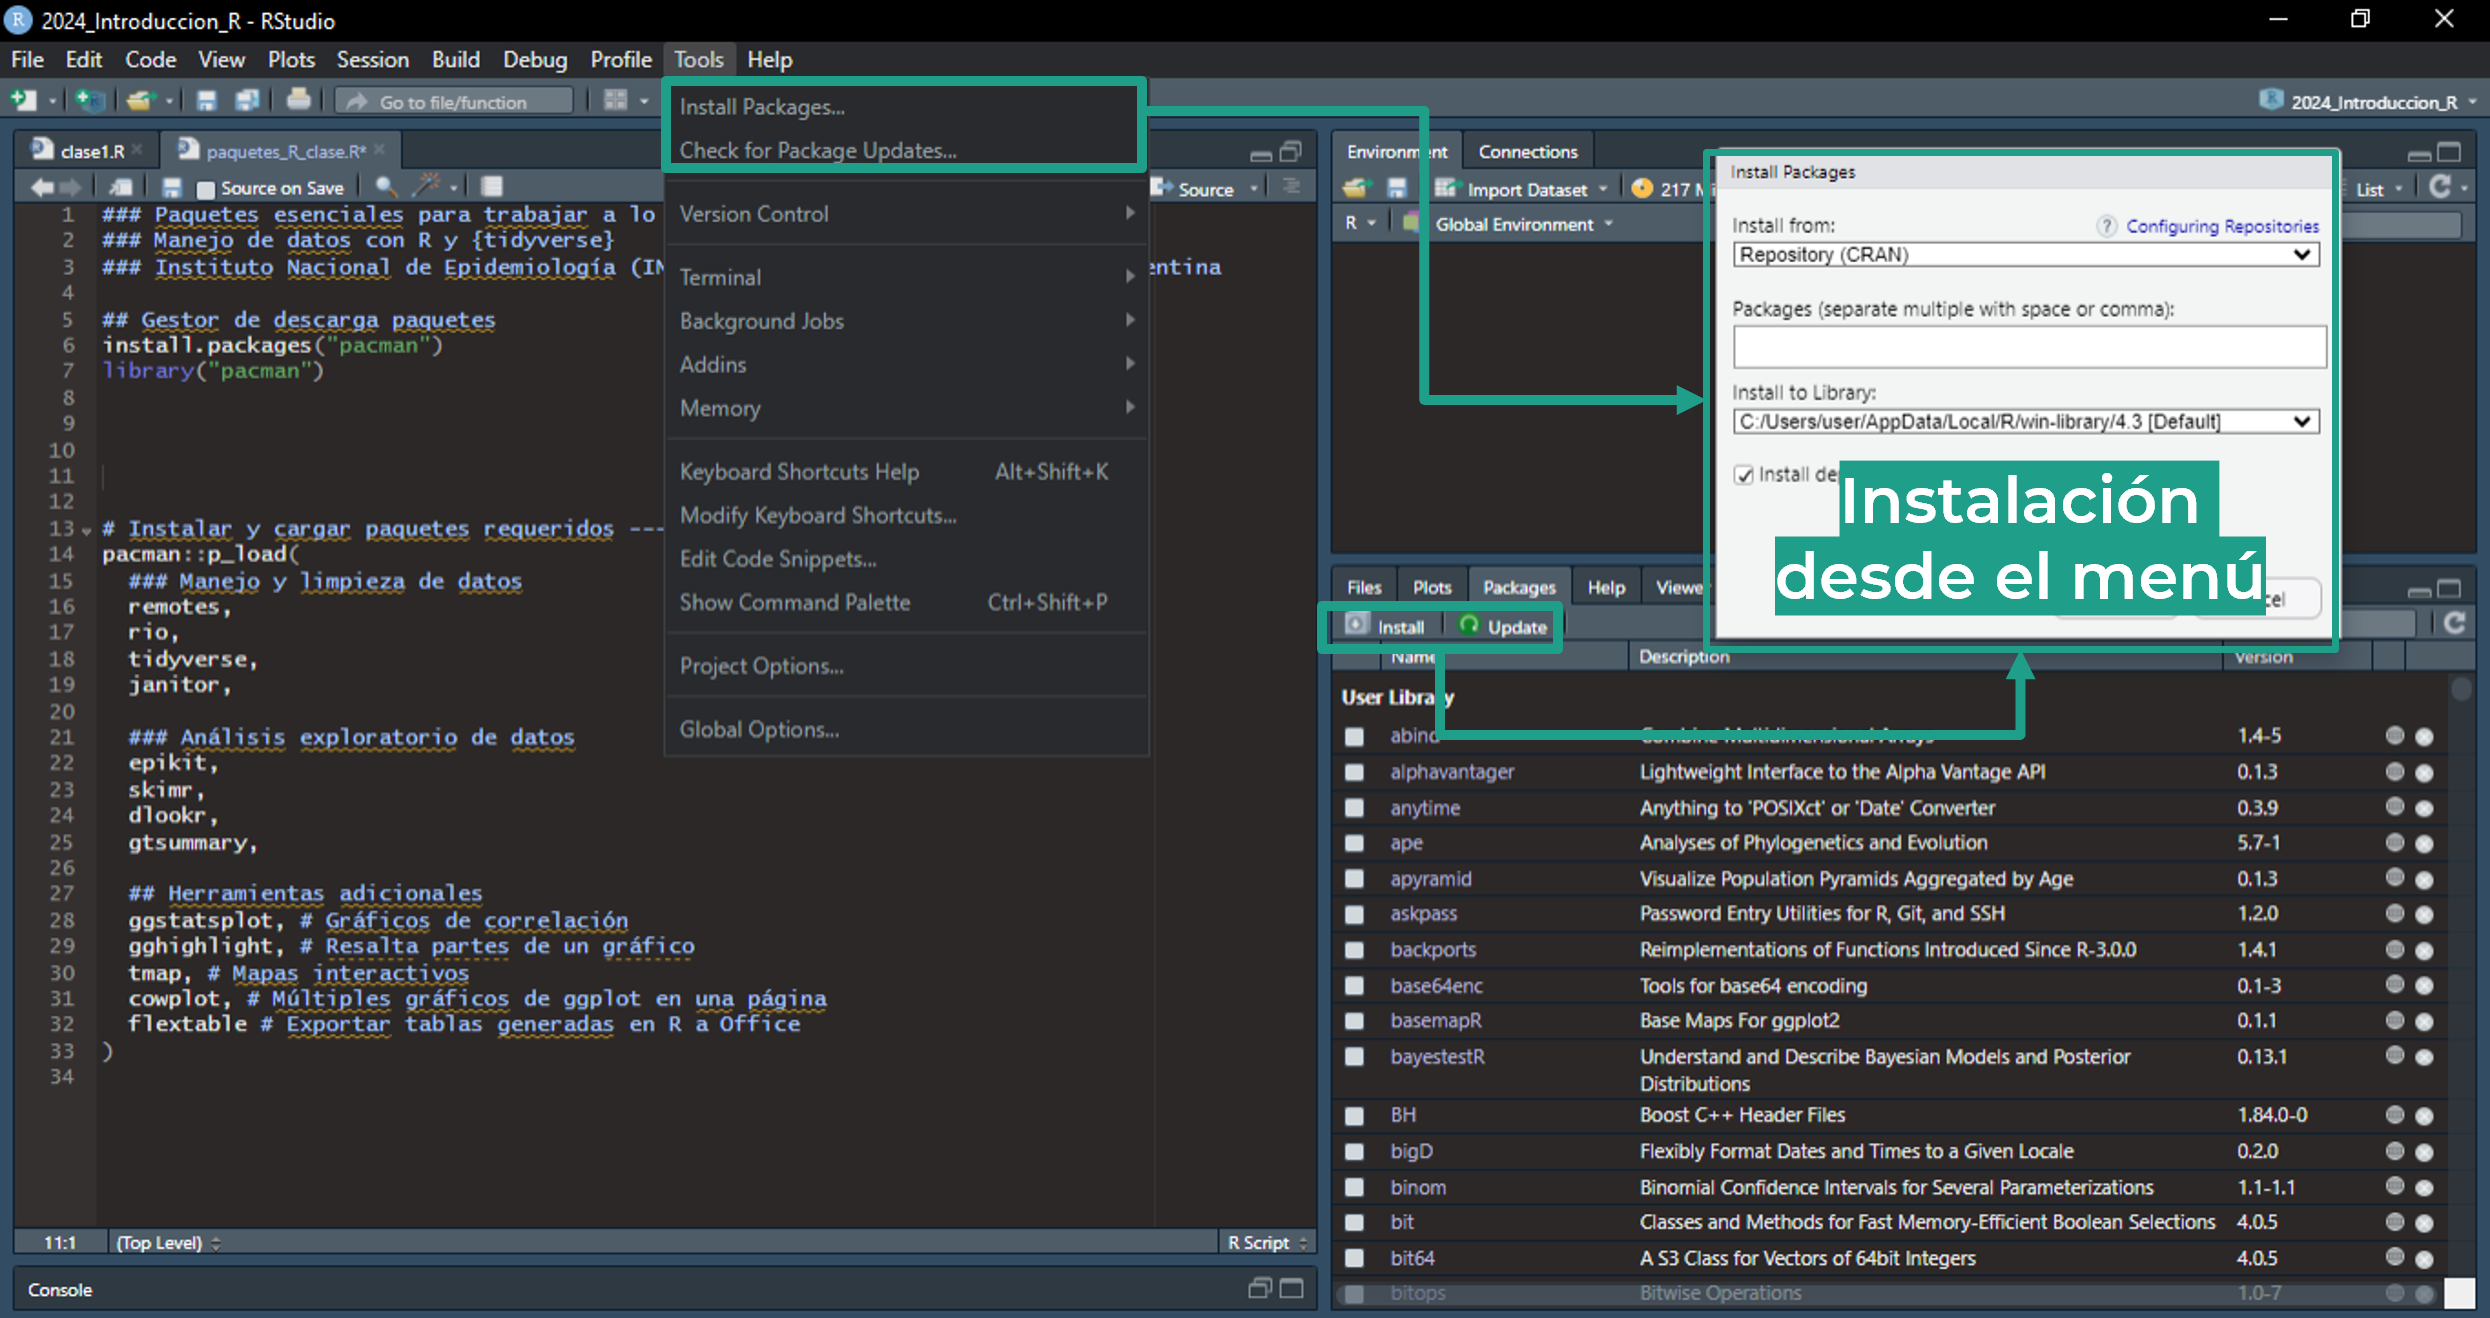 2024_Introduccion_R - RStudio
File Edit Code View Plots Session Build Debug Profile Tools Help
Go to file/function
2024_Introduccion_R
clase1.R
paquetes_R_clase.R*
Source on Save
Source
1 ### Paquetes esenciales para trabajar a lo
2 ### Manejo de datos con R y {tidyverse}
3 ### Instituto Nacional de Epidemiología (IN
entina
4
5 ## Gestor de descarga paquetes
6 install.packages("pacman")
7 library("pacman")
8
9
10
11
12
13 # Instalar y cargar paquetes requeridos ---
14 pacman::p_load(
15 ### Manejo y limpieza de datos
16 remotes,
17 rio,
18 tidyverse,
19 janitor,
20
21 ### Análisis exploratorio de datos
22 epikit,
23 skimr,
24 dlookr,
25 gtsummary,
26
27 ## Herramientas adicionales
28 ggstatsplot, # Gráficos de correlación
29 gghighlight, # Resalta partes de un gráfico
30 tmap, # Mapas interactivos
31 cowplot, # Múltiples gráficos de ggplot en una página
32 flextable # Exportar tablas generadas en R a Office
33 )
34
11:1 (Top Level) R Script
Console
Install Packages...
Check for Package Updates...
Version Control
Terminal
Background Jobs
Addins
Memory
Keyboard Shortcuts Help Alt+Shift+K
Modify Keyboard Shortcuts...
Edit Code Snippets...
Show Command Palette Ctrl+Shift+P
Project Options...
Global Options...
Environment Connections
Import Dataset 217 Mi List
R Global Environment
Install Packages
Install from: ? Configuring Repositories
Repository (CRAN)
Packages (separate multiple with space or comma):
Install to Library:
C:/Users/user/AppData/Local/R/win-library/4.3 [Default]
Install de
Instalación
desde el menú
cel
Files Plots Packages Help Viewer
Install Update
Name Description Version
User Library
abind Combine Multidimensional Arrays 1.4-5
alphavantager Lightweight Interface to the Alpha Vantage API 0.1.3
anytime Anything to 'POSIXct' or 'Date' Converter 0.3.9
ape Analyses of Phylogenetics and Evolution 5.7-1
apyramid Visualize Population Pyramids Aggregated by Age 0.1.3
askpass Password Entry Utilities for R, Git, and SSH 1.2.0
backports Reimplementations of Functions Introduced Since R-3.0.0 1.4.1
base64enc Tools for base64 encoding 0.1-3
basemapR Base Maps For ggplot2 0.1.1
bayestestR Understand and Describe Bayesian Models and Posterior 0.13.1
Distributions
BH Boost C++ Header Files 1.84.0-0
bigD Flexibly Format Dates and Times to a Given Locale 0.2.0
binom Binomial Confidence Intervals for Several Parameterizations 1.1-1.1
bit Classes and Methods for Fast Memory-Efficient Boolean Selections 4.0.5
bit64 A S3 Class for Vectors of 64bit Integers 4.0.5
bitops Bitwise Operations 1.0-7